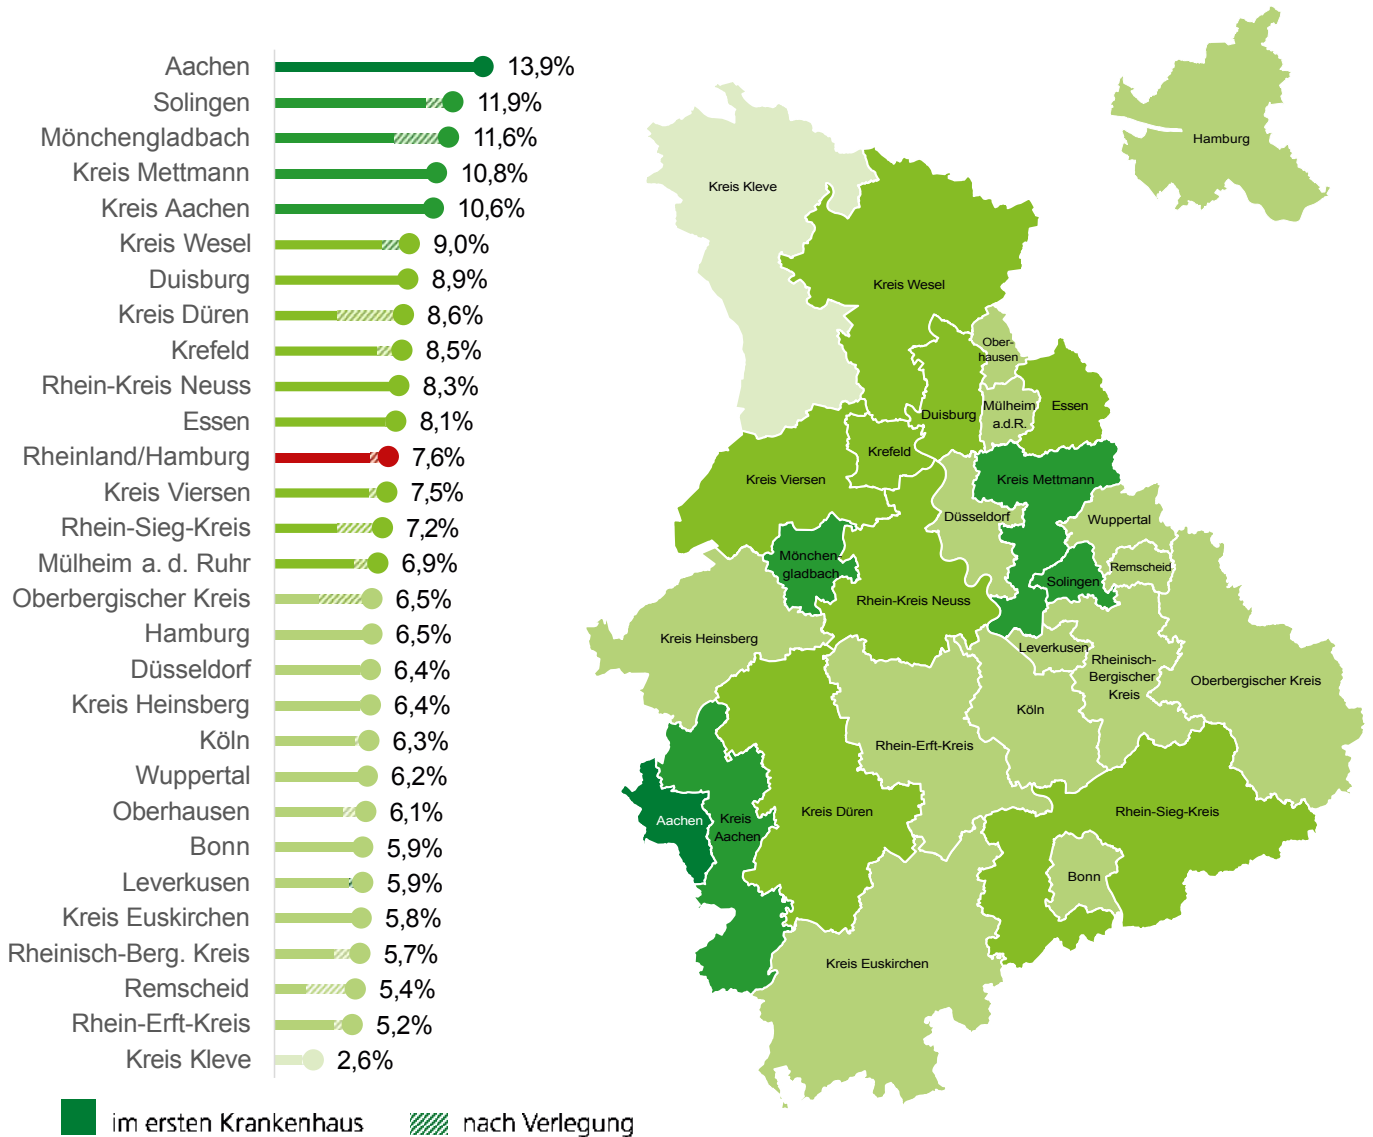 Aachen 13,9%
Solingen 11,9%
Mönchengladbach 11,6%
Kreis Mettmann 10,8%
Kreis Aachen 10,6%
Kreis Wesel 9,0%
Duisburg 8,9%
Kreis Düren 8,6%
Krefeld 8,5%
Rhein-Kreis Neuss 8,3%
Essen 8,1%
Rheinland/Hamburg 7,6%
Kreis Viersen 7,5%
Rhein-Sieg-Kreis 7,2%
Mülheim a. d. Ruhr 6,9%
Oberbergischer Kreis 6,5%
Hamburg 6,5%
Düsseldorf 6,4%
Kreis Heinsberg 6,4%
Köln 6,3%
Wuppertal 6,2%
Oberhausen 6,1%
Bonn 5,9%
Leverkusen 5,9%
Kreis Euskirchen 5,8%
Rheinisch-Berg. Kreis 5,7%
Remscheid 5,4%
Rhein-Erft-Kreis 5,2%
Kreis Kleve 2,6%
im ersten Krankenhaus
nach Verlegung
Hamburg
Kreis Kleve
Kreis Wesel
Ober-
hausen
Duisburg
Mülheim
a.d.R.
Essen
Krefeld
Kreis Viersen
Kreis Mettmann
Düsseldorf
Wuppertal
Mönchen-
gladbach
Remscheid
Solingen
Rhein-Kreis Neuss
Kreis Heinsberg
Leverkusen
Rheinisch-
Bergischer
Kreis
Oberbergischer Kreis
Köln
Rhein-Erft-Kreis
Kreis Düren
Rhein-Sieg-Kreis
Aachen
Kreis
Aachen
Bonn
Kreis Euskirchen